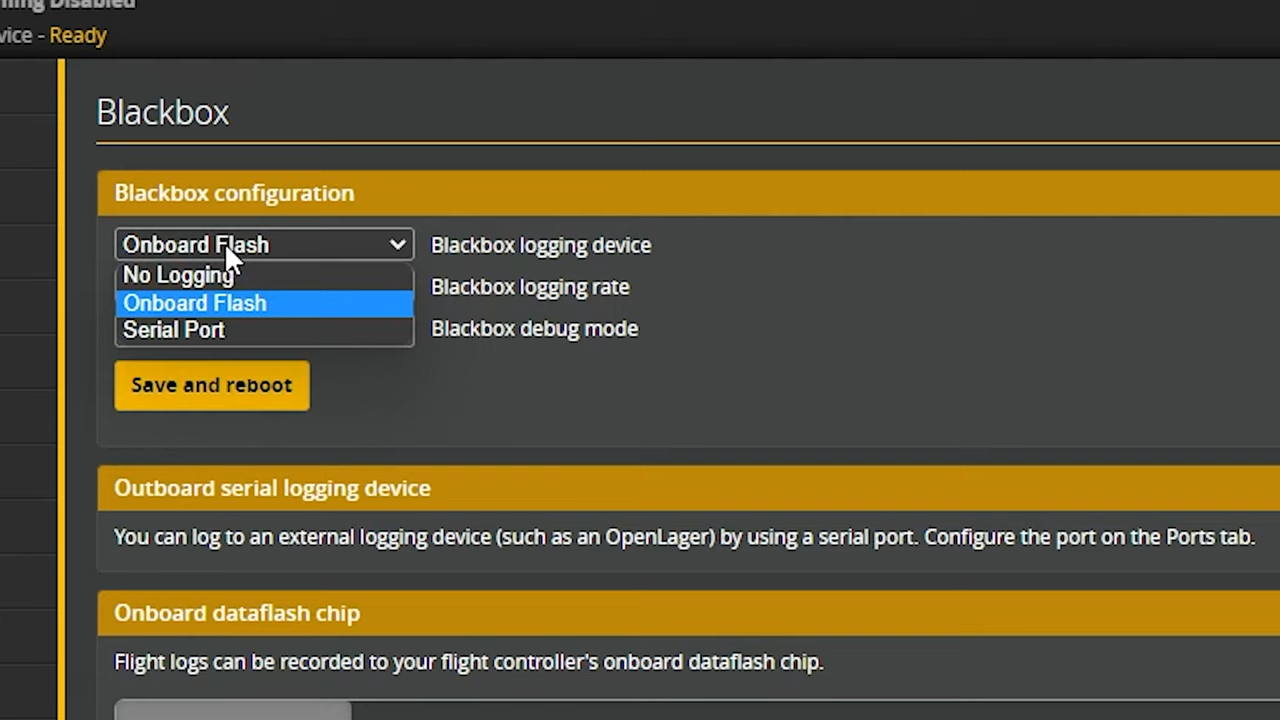 vice - Ready
Blackbox
Blackbox configuration
Onboard Flash Blackbox logging device
No Logging
Blackbox logging rate
Onboard Flash
Serial Port Blackbox debug mode
Save and reboot
Outboard serial logging device
You can log to an external logging device (such as an OpenLager) by using a serial port. Configure the port on the Ports tab.
Onboard dataflash chip
Flight logs can be recorded to your flight controller's onboard dataflash chip.